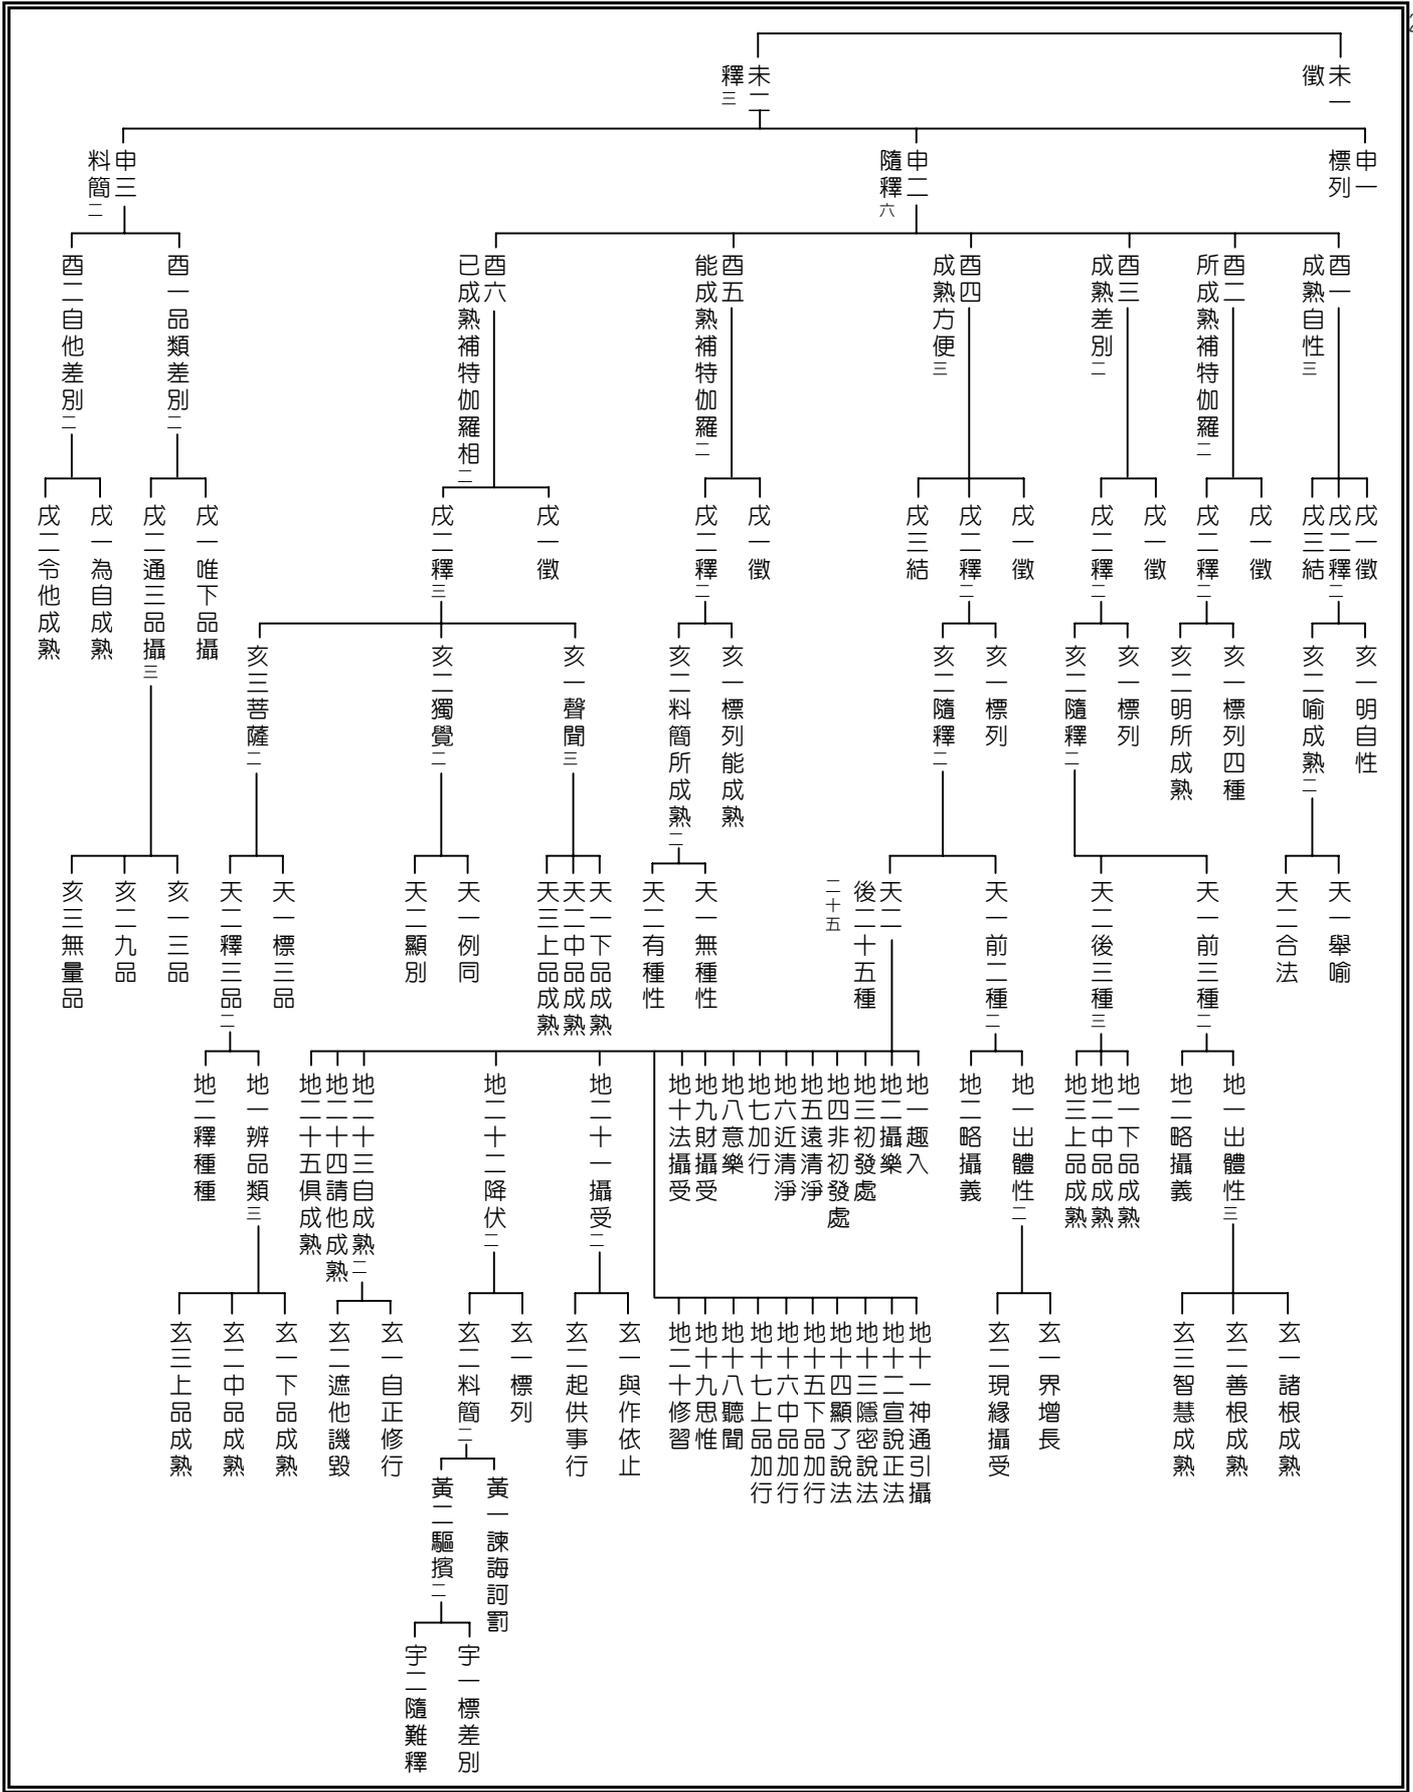 未一
徵
未二
釋三
申一
標列
申二
隨釋六
申三
料簡二
酉一
成熟自性三
酉二
所成熟補特伽羅二
酉三
成熟差別二
酉四
成熟方便三
酉五
能成熟補特伽羅二
酉六
已成熟補特伽羅相二
酉一品類差別二
酉二自他差別二
戌一徵
戌二釋二
戌三結
戌一徵
戌二釋二
戌一徵
戌二釋二
戌一徵
戌二釋二
戌三結
戌一徵
戌二釋二
戌一徵
戌二釋三
戌一唯下品攝
戌二通三品攝三
戌一為自成熟
戌二令他成熟
亥一明自性
亥二喻成熟二
亥一標列四種
亥二明所成熟
亥一標列
亥二隨釋二
亥一標列
亥二隨釋二
亥一標列能成熟
亥二料簡所成熟二
亥一聲聞三
亥二獨覺二
亥三菩薩二
天一舉喻
天二合法
天一前三種二
天二後三種三
天一前二種二
天二
後二十五種
二十五
天一無種性
天二有種性
天一下品成熟
天二中品成熟
天三上品成熟
天一例同
天二顯別
天一標三品
天二釋三品二
亥一三品
亥二九品
亥三無量品
地一出體性三
地二略攝義
地一下品成熟
地二中品成熟
地三上品成熟
地一出體性二
地二略攝義
地一趣入
地二攝樂
地三初發處
地四非初發處
地五遠清淨
地六近清淨
地七加行
地八意樂
地九財攝受
地十法攝受
地二十一攝受二
地二十二降伏二
地二十三自成熟二
地二十四請他成熟
地二十五俱成熟
地一辨品類三
地二釋種種
玄一諸根成熟
玄二善根成熟
玄三智慧成熟
玄一界增長
玄二現緣攝受
地十一神通引攝
地十二宣說正法
地十三隱密說法
地十四顯了說法
地十五下品加行
地十六中品加行
地十七上品加行
地十八聽聞
地十九思惟
地二十修習
玄一與作依止
玄二起供事行
玄一標列
玄二料簡二
玄一自正修行
玄二遮他譏毀
玄一下品成熟
玄二中品成熟
玄三上品成熟
黃一諫誨訶罰
黃二驅擯二
宇一標差別
宇二隨難釋